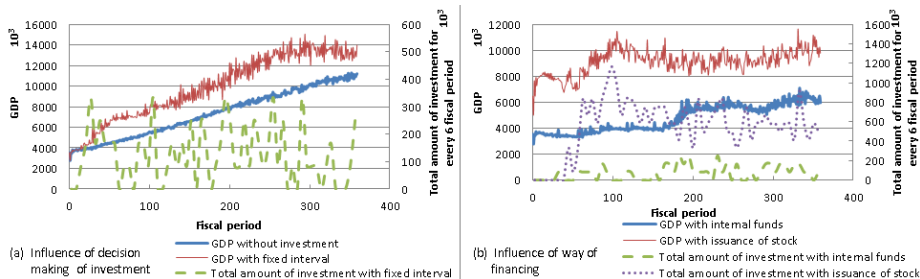 10³
GDP
16000
14000
12000
10000
8000
6000
4000
2000
0
600
500
400
300
200
100
0
Total amount of investment for
every 6 fiscal period
10³
0
100
200
300
400
Fiscal period
(a) Influence of decision
making of investment
GDP without investment
GDP with fixed interval
Total amount of investment with fixed interval
10³
GDP
12000
10000
8000
6000
4000
2000
0
1600
1400
1200
1000
800
600
400
200
0
Total amount of investment for
every 6 fiscal period
10³
0
100
200
300
400
Fiscal period
(b) Influence of way of
financing
GDP with internal funds
GDP with issuance of stock
Total amount of investment with internal funds
Total amount of investment with issuance of stock